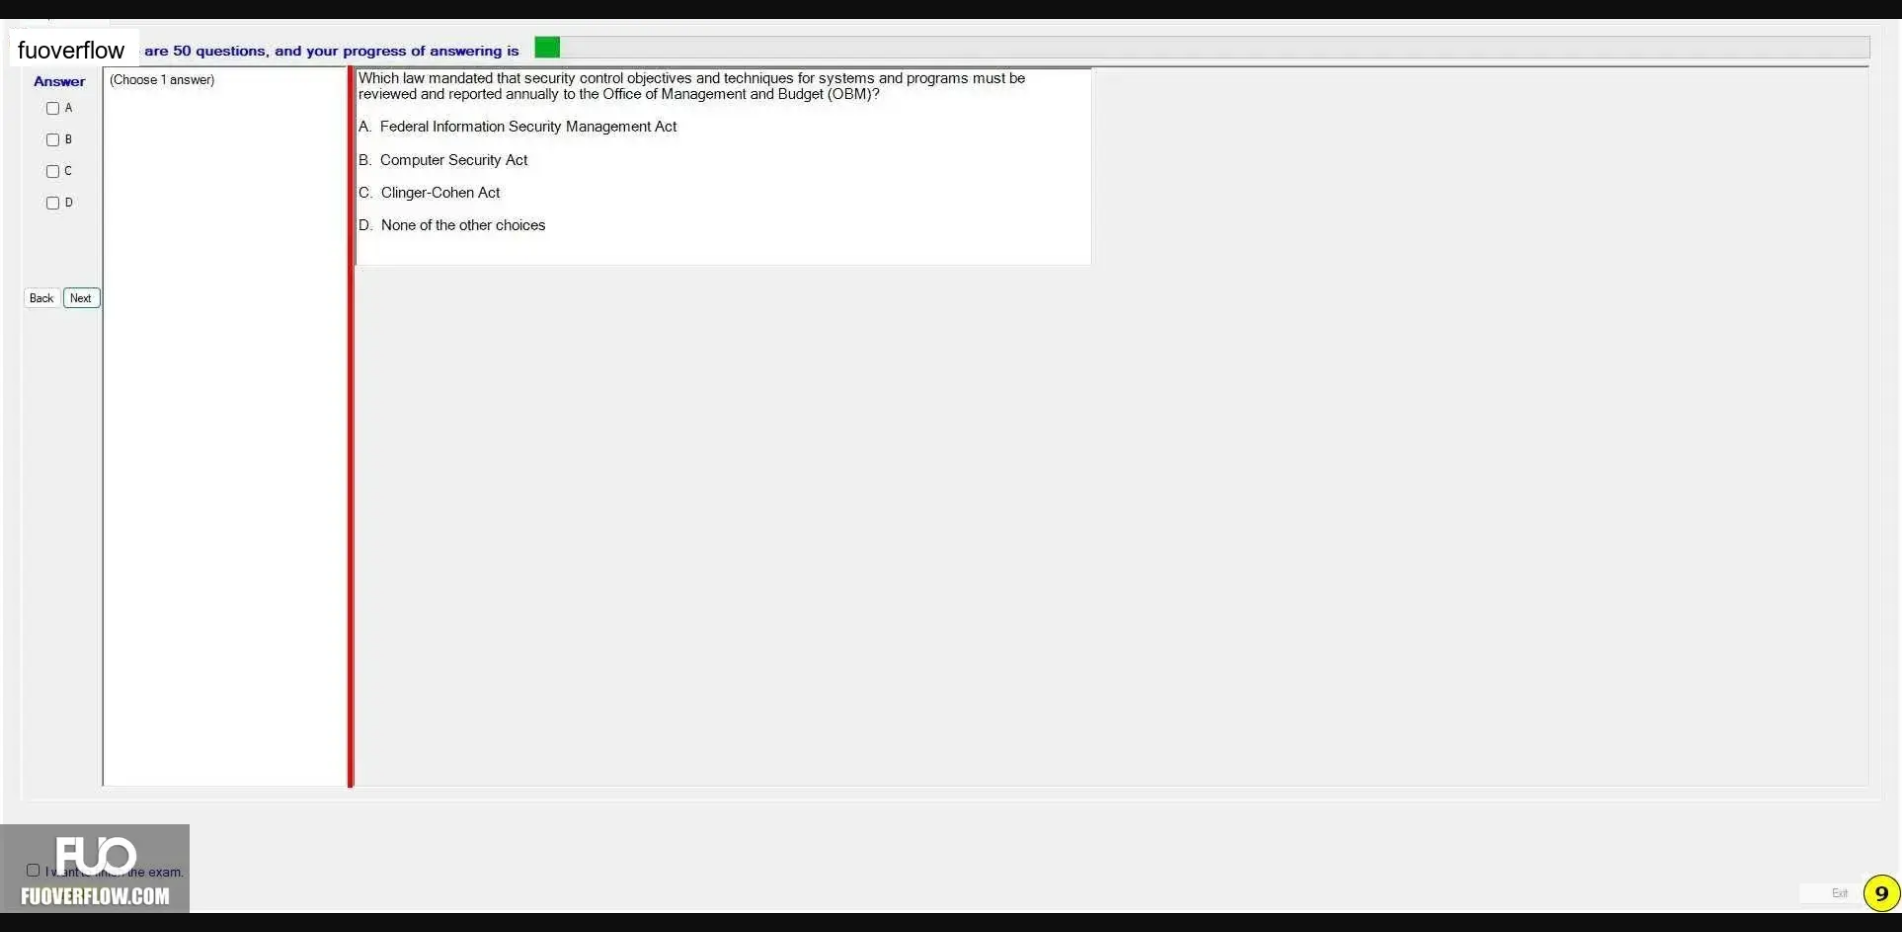 fuoverflow are 50 questions, and your progress of answering is
Answer
(Choose 1 answer)
A
B
C
D
Back Next
Which law mandated that security control objectives and techniques for systems and programs must be
reviewed and reported annually to the Office of Management and Budget (OBM)?
A. Federal Information Security Management Act
B. Computer Security Act
C. Clinger-Cohen Act
D. None of the other choices
FUO
I want the exam.
FUOVERFLOW.COM
Exit
9